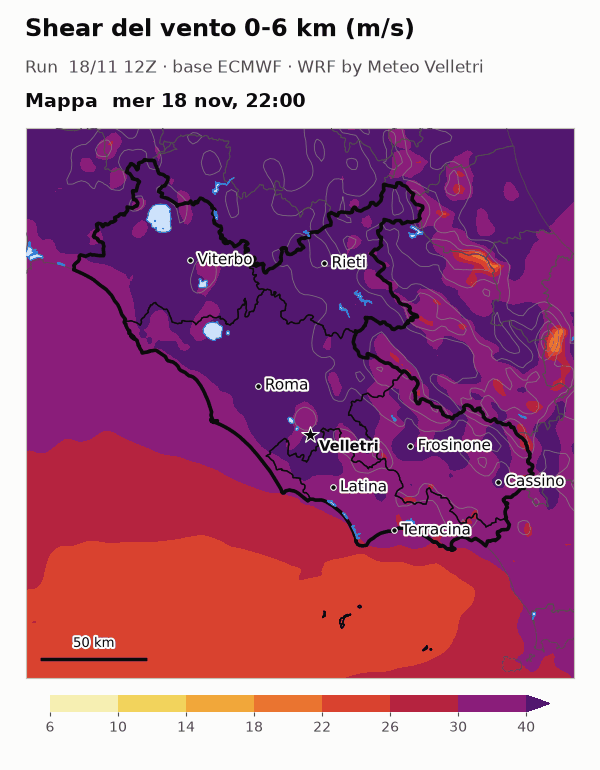 Shear del vento 0-6 km (m/s)
Run  18/11 12Z · base ECMWF · WRF by Meteo Velletri
Mappa  mer 18 nov, 22:00
Viterbo
Rieti
Roma
Velletri
Frosinone
Latina
Cassino
Terracina
50 km
6 10 14 18 22 26 30 40